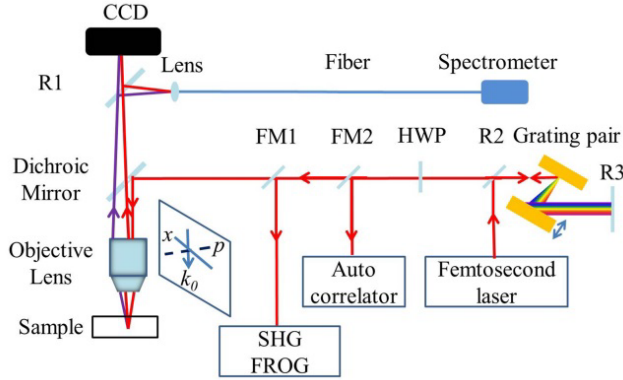 CCD
R1
Lens
Fiber
Spectrometer
FM1
FM2
HWP
R2
Grating pair
R3
Dichroic
Mirror
Objective
Lens
x
p
k0
Auto
correlator
Femtosecond
laser
Sample
SHG
FROG